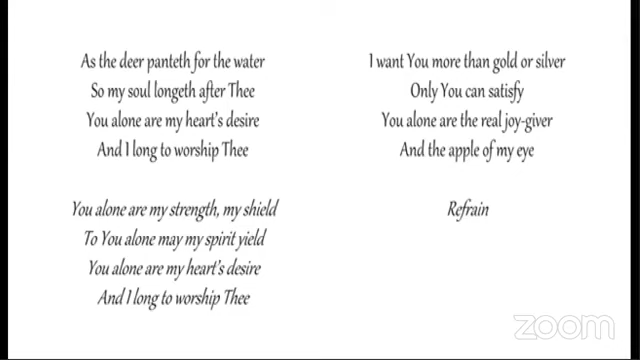 As the deer panteth for the water
So my soul longeth after Thee
You alone are my heart's desire
And I long to worship Thee
You alone are my strength, my shield
To You alone may my spirit yield
You alone are my heart's desire
And I long to worship Thee
I want You more than gold or silver
Only You can satisfy
You alone are the real joy-giver
And the apple of my eye
Refrain
zoom